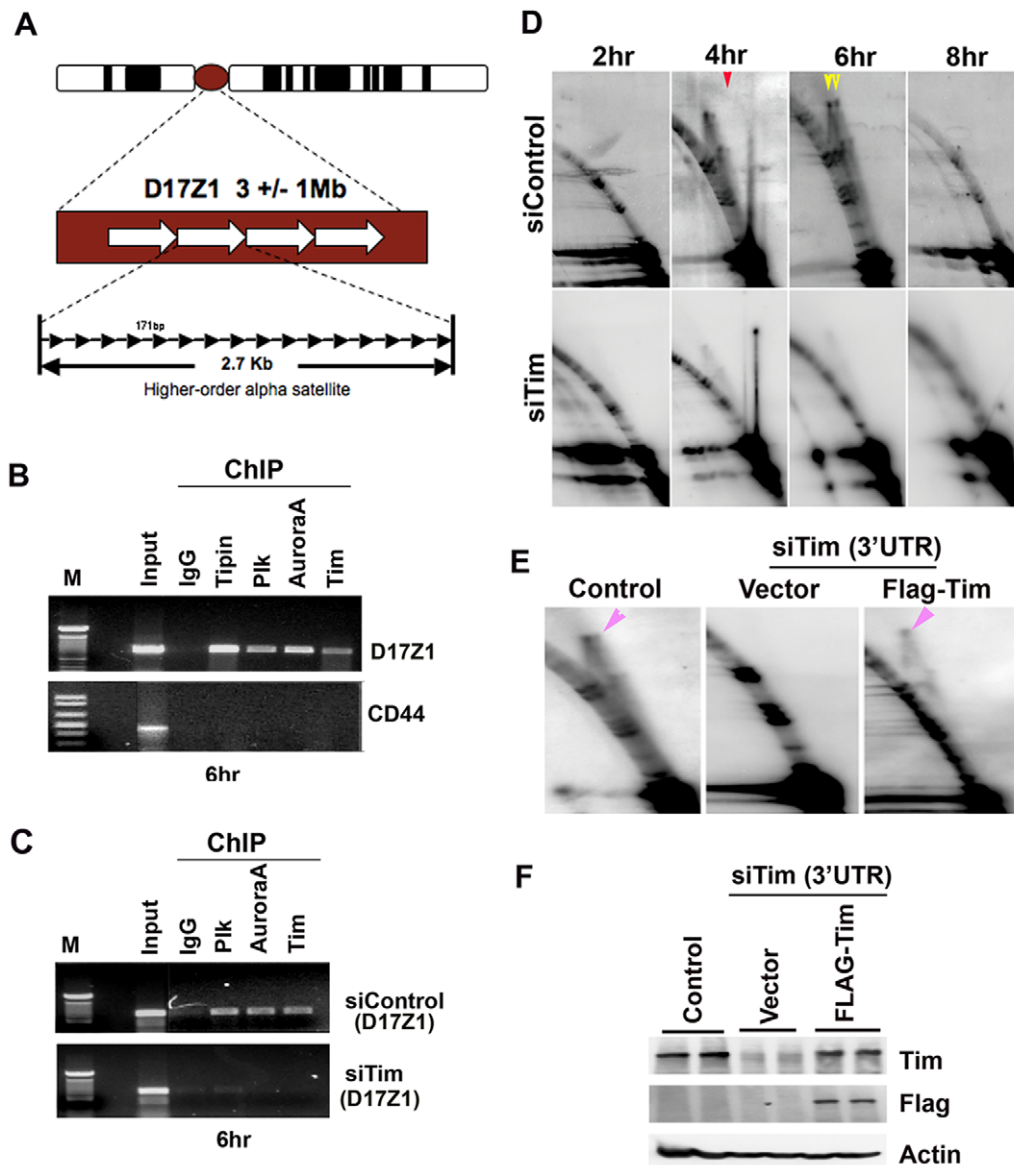 A
D17Z1 3 +/- 1Mb
171bp
2.7 Kb
Higher-order alpha satellite
B
ChIP
M
Input
IgG
Tipin
Plk
AuroraA
Tim
D17Z1
CD44
6hr
C
ChIP
M
Input
IgG
Plk
AuroraA
Tim
siControl
(D17Z1)
siTim
(D17Z1)
6hr
D
2hr 4hr 6hr 8hr
siControl
siTim
E
siTim (3'UTR)
Control Vector Flag-Tim
F
siTim (3'UTR)
Control
Vector
FLAG-Tim
Tim
Flag
Actin